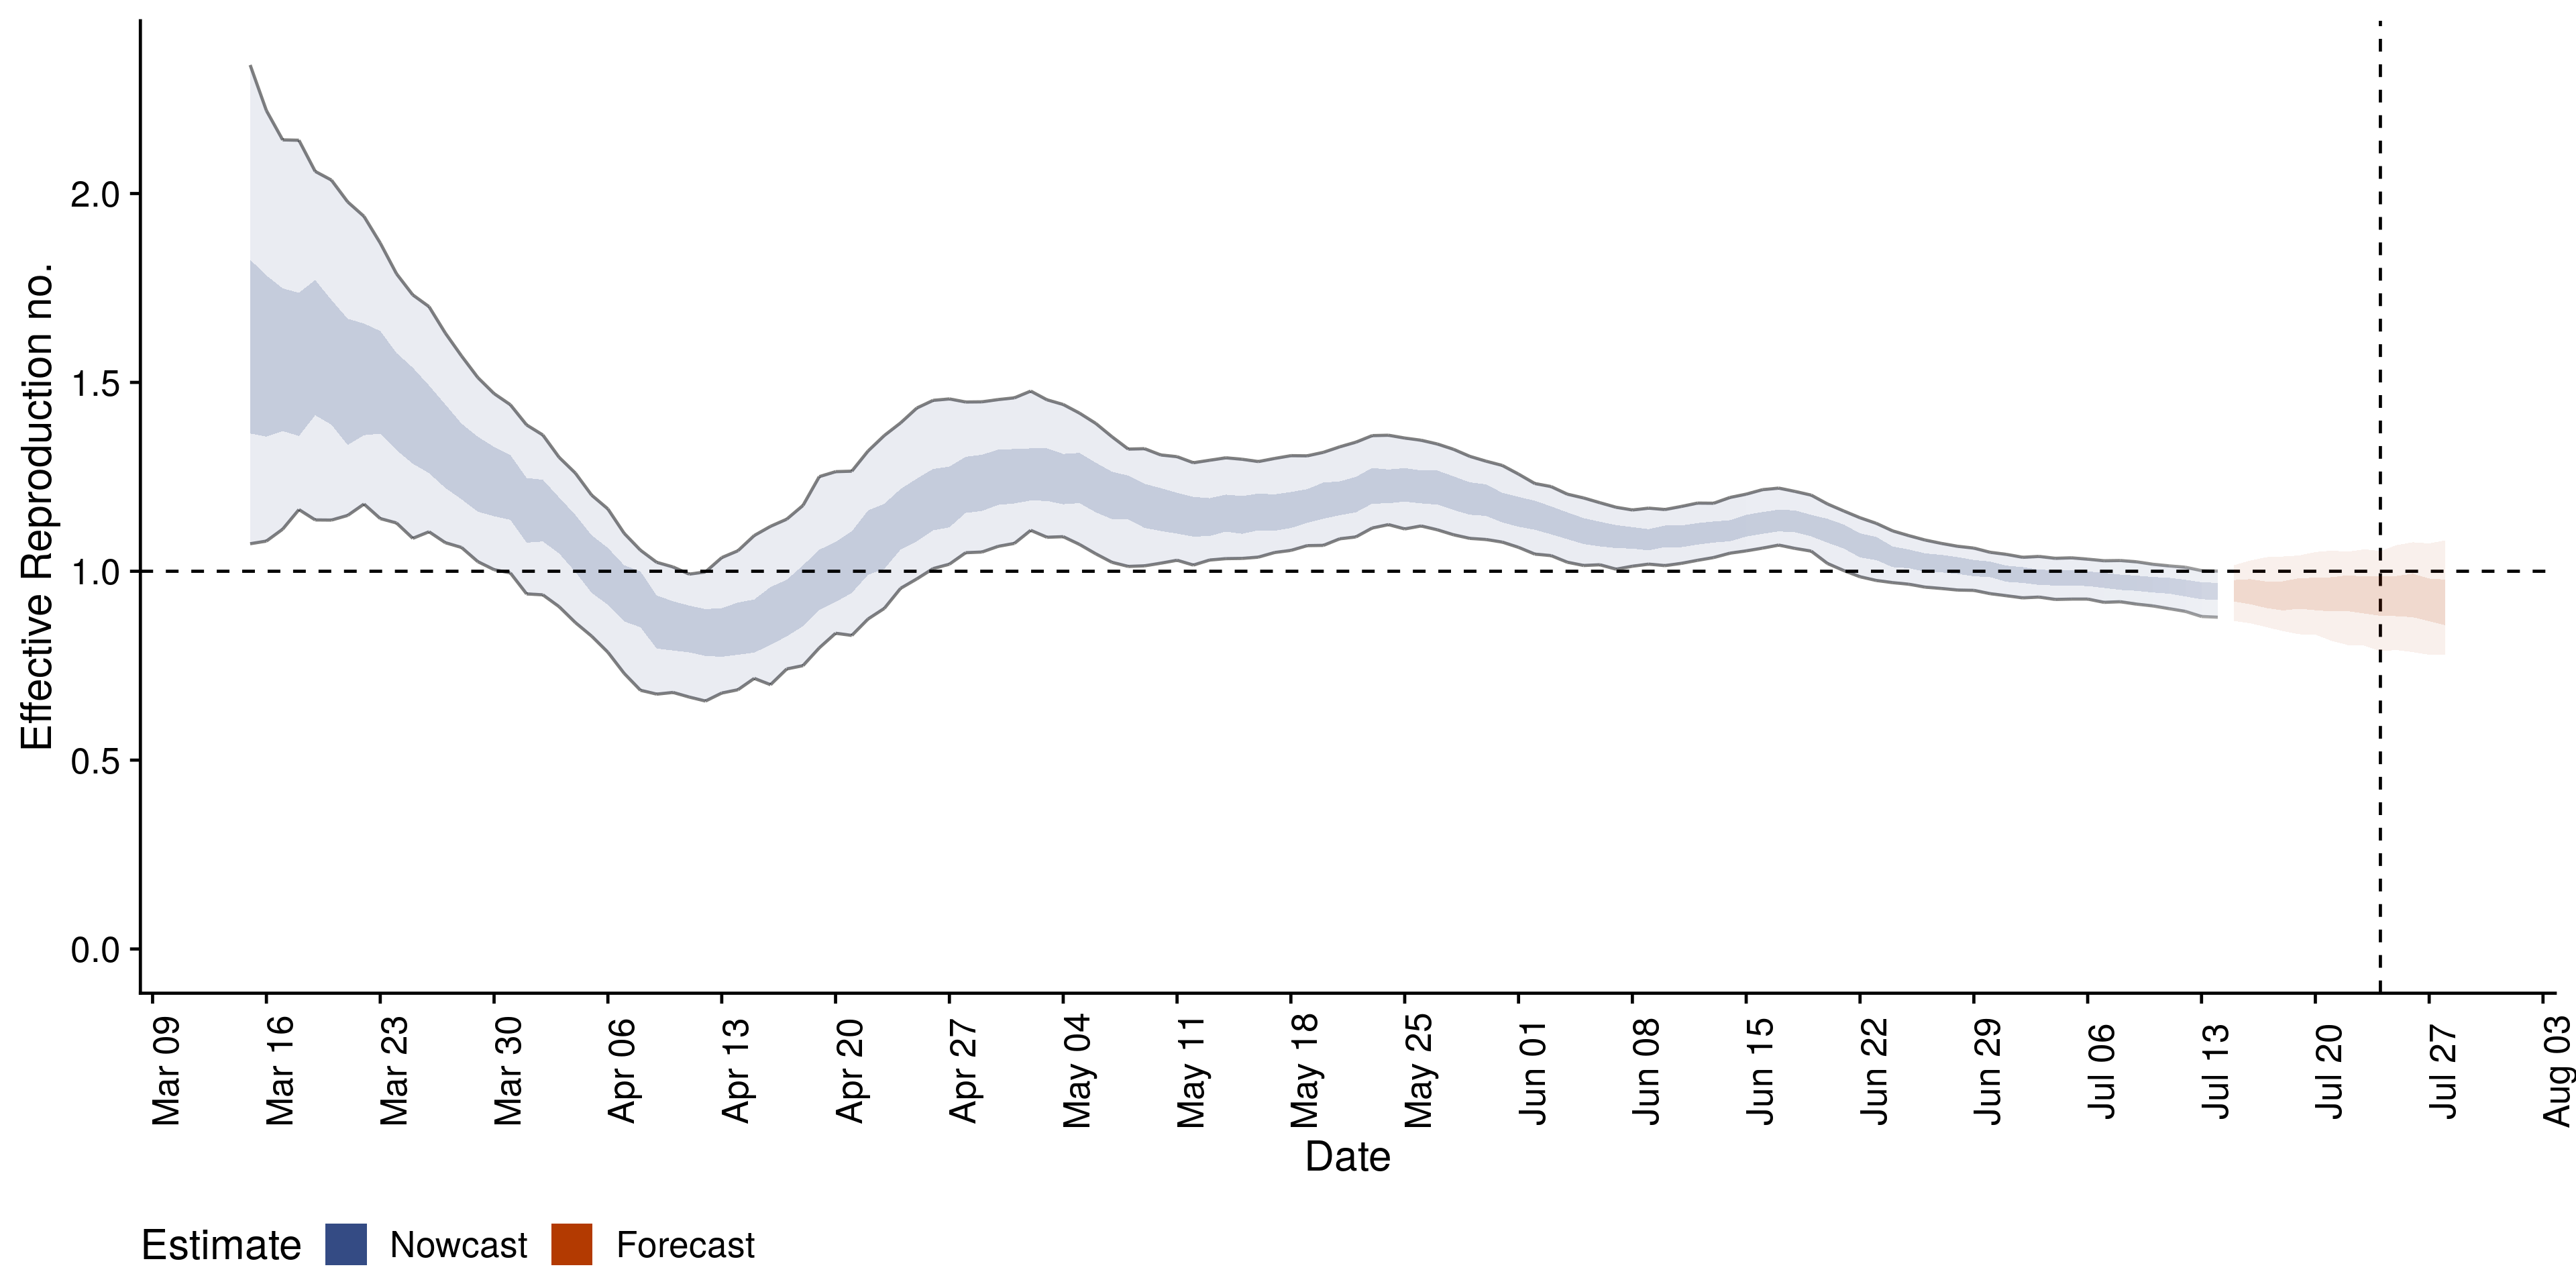 Effective Reproduction no.
2.0
1.5
1.0
0.5
0.0
Mar 09
Mar 16
Mar 23
Mar 30
Apr 06
Apr 13
Apr 20
Apr 27
May 04
May 11
May 18
May 25
Jun 01
Jun 08
Jun 15
Jun 22
Jun 29
Jul 06
Jul 13
Jul 20
Jul 27
Aug 03
Date
Estimate Nowcast Forecast